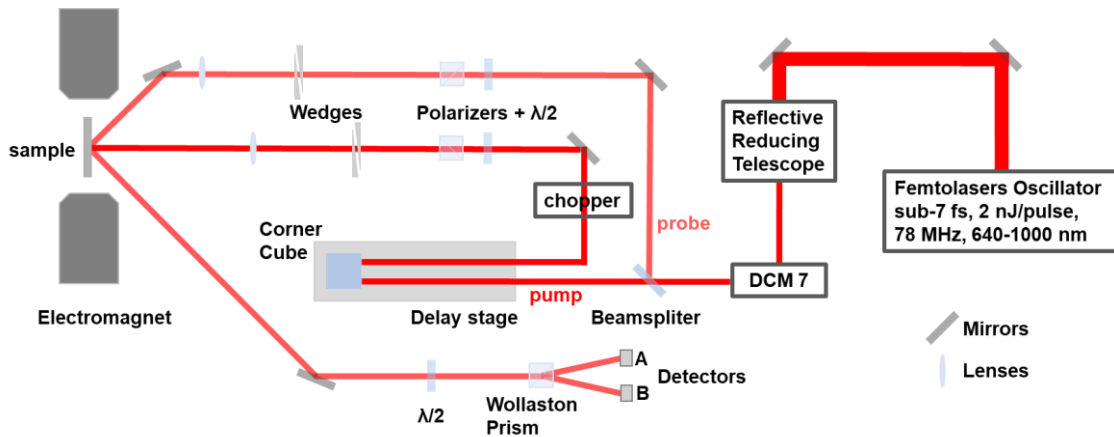 Wedges
Polarizers + λ/2
sample
Reflective
Reducing
Telescope
Femtolasers Oscillator
sub-7 fs, 2 nJ/pulse,
78 MHz, 640-1000 nm
chopper
probe
Corner
Cube
pump
DCM 7
Electromagnet
Delay stage
Beamspliter
Mirrors
A
Detectors
B
Lenses
λ/2
Wollaston
Prism